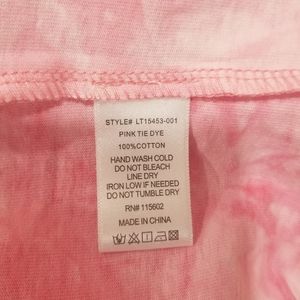 STYLE# LT15453-001
PINK TIE DYE
100%COTTON
HAND WASH COLD
DO NOT BLEACH
LINE DRY
IRON LOW IF NEEDED
DO NOT TUMBLE DRY
RN# 115602
MADE IN CHINA